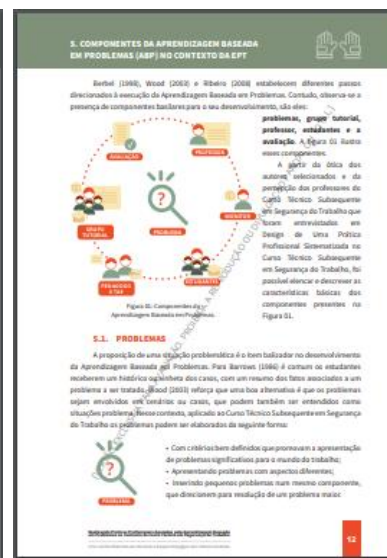 5. COMPONENTES DA APRENDIZAGEM BASEADA
EM PROBLEMAS (ABP) NO CONTEXTO DA EPT
Berbel (1998), Wood (2003) e Ribeiro (2008) estabelecem diferentes passos
direcionados à execução da Aprendizagem Baseada em Problemas. Contudo, observa-se a
presença de componentes basilares para o seu desenvolvimento, são eles:
problemas, grupo tutorial,
professor, estudantes e a
avaliação. A figura 01 ilustra
esses componentes.
A partir da ótica dos
autores selecionados e da
percepção dos professores do
Curso Técnico Subsequente
em Segurança do Trabalho que
foram entrevistados em
Design de Uma Política
Profissional Sistematizada no
Curso Técnico Subsequente
em Segurança do Trabalho, foi
possível elencar e descrever as
características básicas dos
componentes presentes na
Figura 01.
AVALIAÇÃO
PROFESSOR
MONITOR
GRUPO
TUTORIAL
PROBLEMA
ESTUDANTES
Figura 01: Componentes da
Aprendizagem Baseada em Problemas.
5.1. PROBLEMAS
A proposição de uma situação problemática é o item balizador no desenvolvimento
da Aprendizagem Baseada em Problemas. Para Barrows (1986) é comum os estudantes
receberem um histórico ou vinheta dos casos, com um resumo dos fatos associados a um
problema a ser tratado. Wood (2003) reforça que uma boa alternativa é que os problemas
sejam envolvidos em cenários ou casos, que podem também ser entendidos como
situações problema. Nesse contexto, aplicado ao Curso Técnico Subsequente em Segurança
do Trabalho os problemas podem ser elaborados da seguinte forma:
• Com critérios bem definidos que promovam a apresentação
de problemas significativos para o mundo do trabalho;
• Apresentando problemas com aspectos diferentes;
• Inserindo pequenos problemas num mesmo componente,
que direcionem para resolução de um problema maior.
PROBLEMA
12